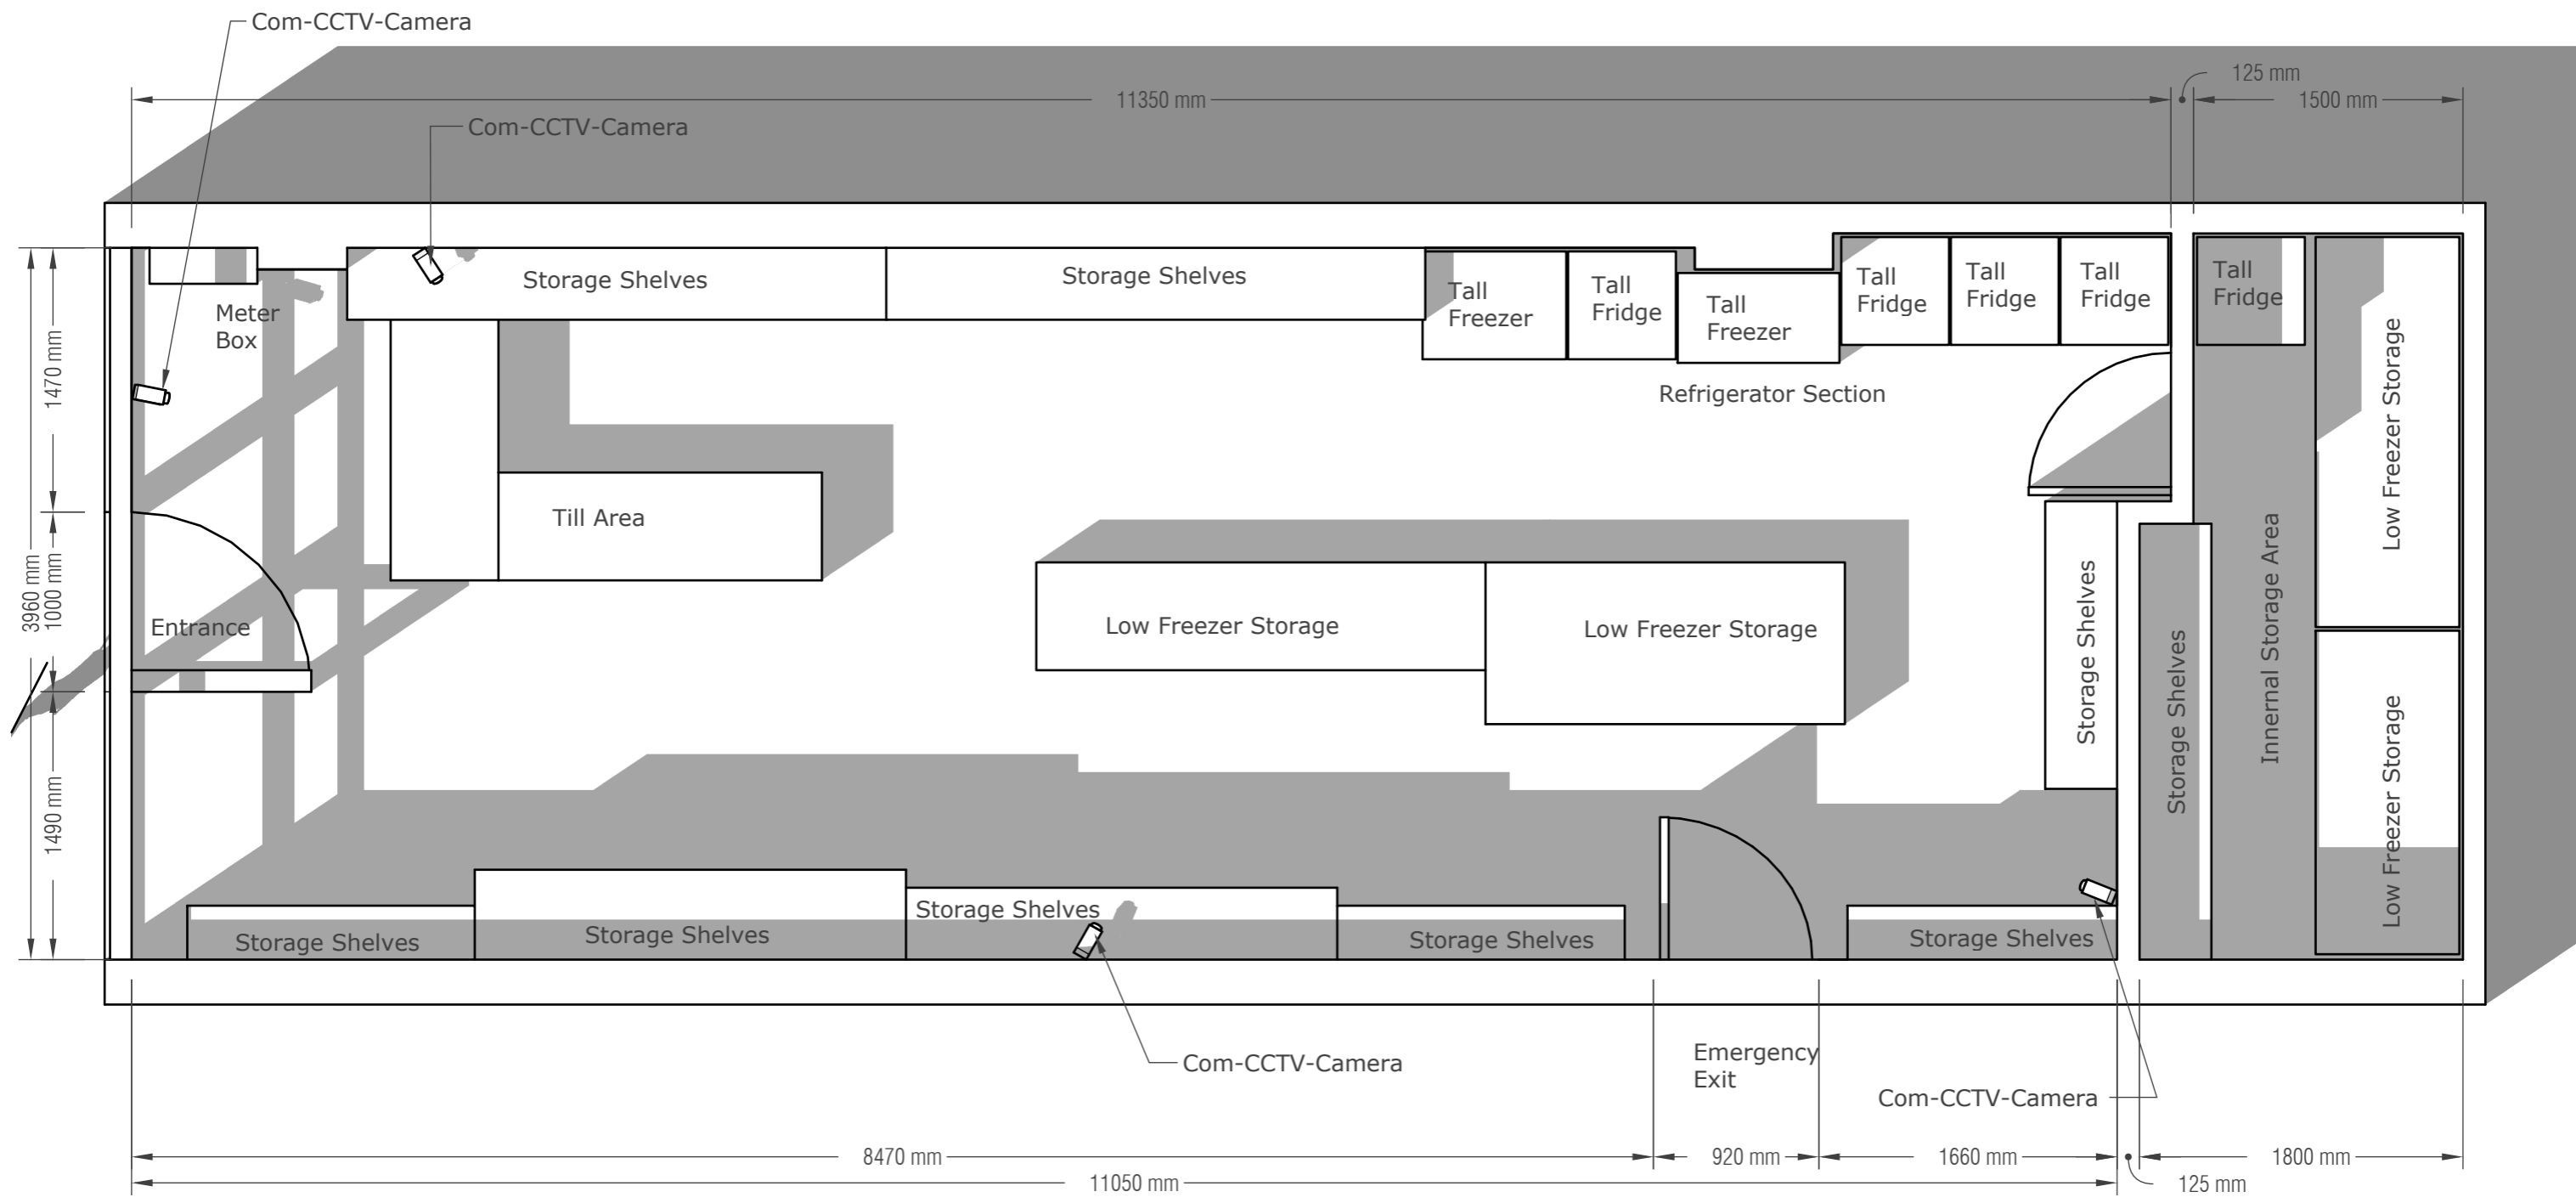 Com-CCTV-Camera
125 mm
11350 mm
1500 mm
Com-CCTV-Camera
Storage Shelves
Storage Shelves
Tall
Freezer
Tall
Fridge
Tall
Freezer
Tall
Fridge
Tall
Fridge
Tall
Fridge
Tall
Fridge
Meter
Box
Refrigerator Section
1470 mm
Low Freezer Storage
Till Area
3960 mm
1000 mm
Entrance
Low Freezer Storage
Low Freezer Storage
Storage Shelves
Storage Shelves
Innernal Storage Area
Low Freezer Storage
1490 mm
Storage Shelves
Storage Shelves
Storage Shelves
Storage Shelves
Storage Shelves
Com-CCTV-Camera
Emergency
Exit
Com-CCTV-Camera
8470 mm
920 mm
1660 mm
1800 mm
11050 mm
125 mm